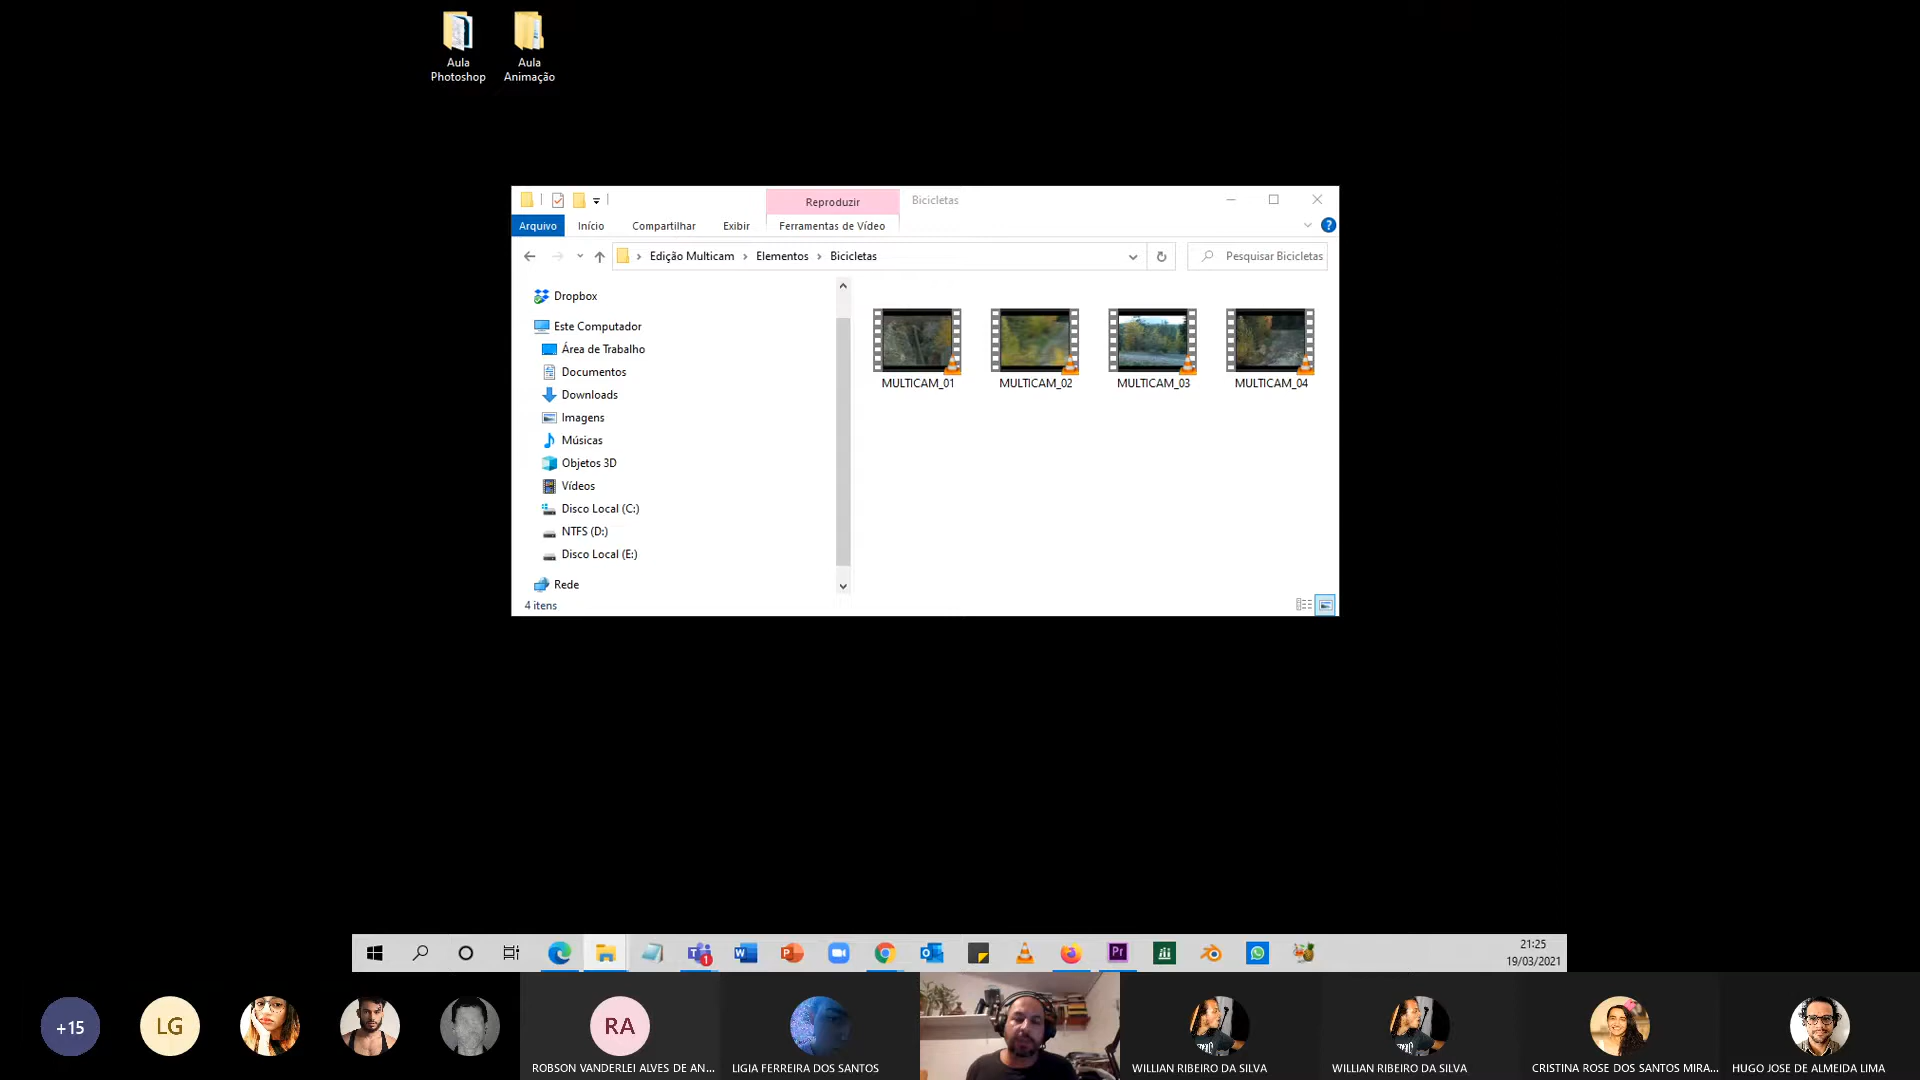 Aula
Photoshop
Aula
Animação
Reproduzir
Bicicletas
Arquivo
Início
Compartilhar
Exibir
Ferramentas de Vídeo
Edição Multicam
Elementos
Bicicletas
Pesquisar Bicicletas
Dropbox
Este Computador
Área de Trabalho
Documentos
Downloads
Imagens
Músicas
Objetos 3D
Vídeos
Disco Local (C:)
NTFS (D:)
Disco Local (E:)
Rede
MULTICAM_01
MULTICAM_02
MULTICAM_03
MULTICAM_04
4 itens
21:25
19/03/2021
+15
LG
RA
ROBSON VANDERLEI ALVES DE AN...
LIGIA FERREIRA DOS SANTOS
WILLIAN RIBEIRO DA SILVA
WILLIAN RIBEIRO DA SILVA
CRISTINA ROSE DOS SANTOS MIRA...
HUGO JOSE DE ALMEIDA LIMA